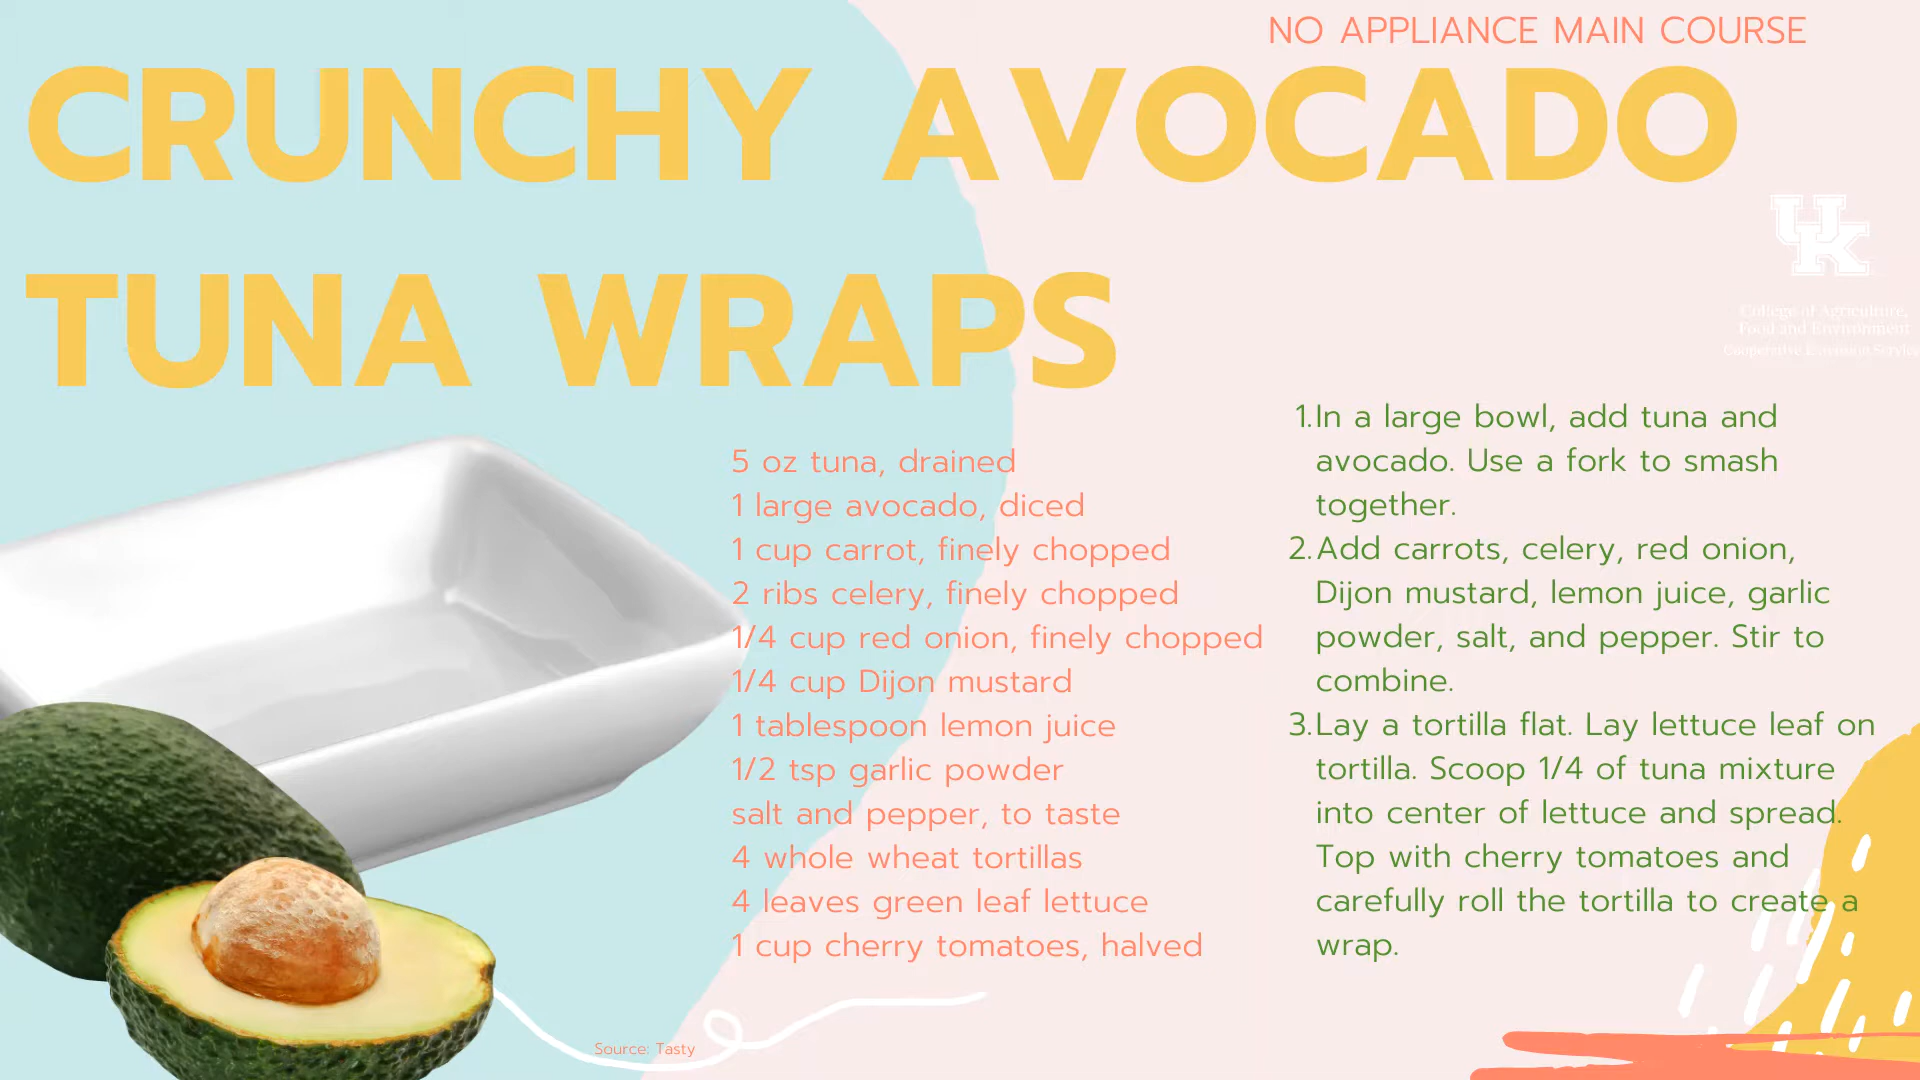 NO APPLIANCE MAIN COURSE
CRUNCHY AVOCADO
TUNA WRAPS
UK
College of Agriculture,
Food and Environment
Cooperative Extension Service
5 oz tuna, drained
1 large avocado, diced
1 cup carrot, finely chopped
2 ribs celery, finely chopped
1/4 cup red onion, finely chopped
1/4 cup Dijon mustard
1 tablespoon lemon juice
1/2 tsp garlic powder
salt and pepper, to taste
4 whole wheat tortillas
4 leaves green leaf lettuce
1 cup cherry tomatoes, halved
1.In a large bowl, add tuna and
avocado. Use a fork to smash
together.
2.Add carrots, celery, red onion,
Dijon mustard, lemon juice, garlic
powder, salt, and pepper. Stir to
combine.
3.Lay a tortilla flat. Lay lettuce leaf on
tortilla. Scoop 1/4 of tuna mixture
into center of lettuce and spread.
Top with cherry tomatoes and
carefully roll the tortilla to create a
wrap.
Source: Tasty